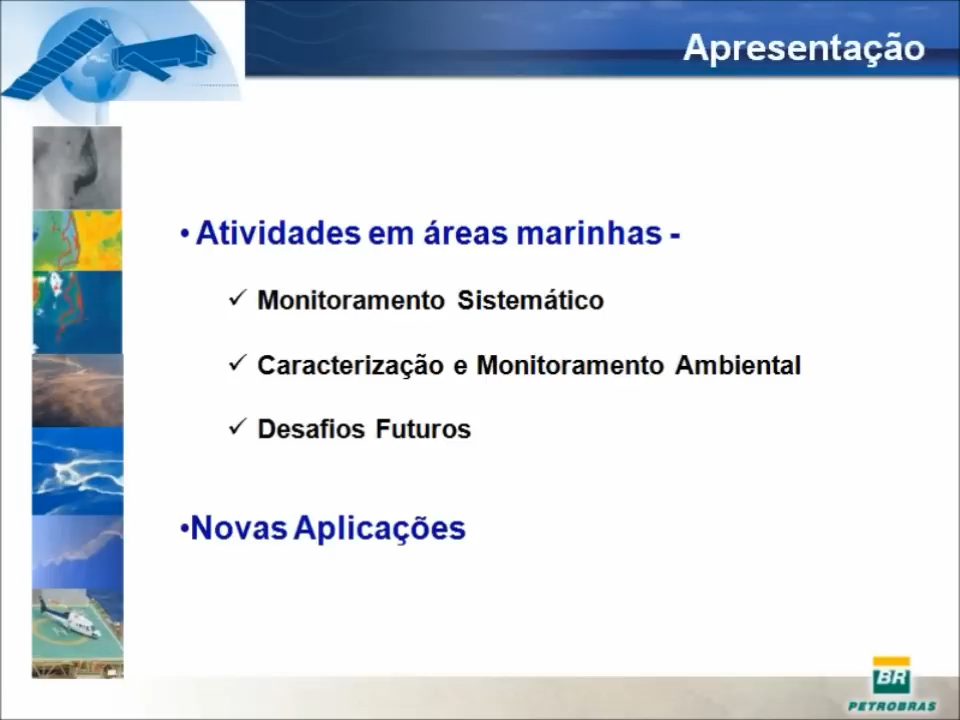 Apresentação
• Atividades em áreas marinhas -
✓ Monitoramento Sistemático
✓ Caracterização e Monitoramento Ambiental
✓ Desafios Futuros
•Novas Aplicações
BR
PETROBRAS